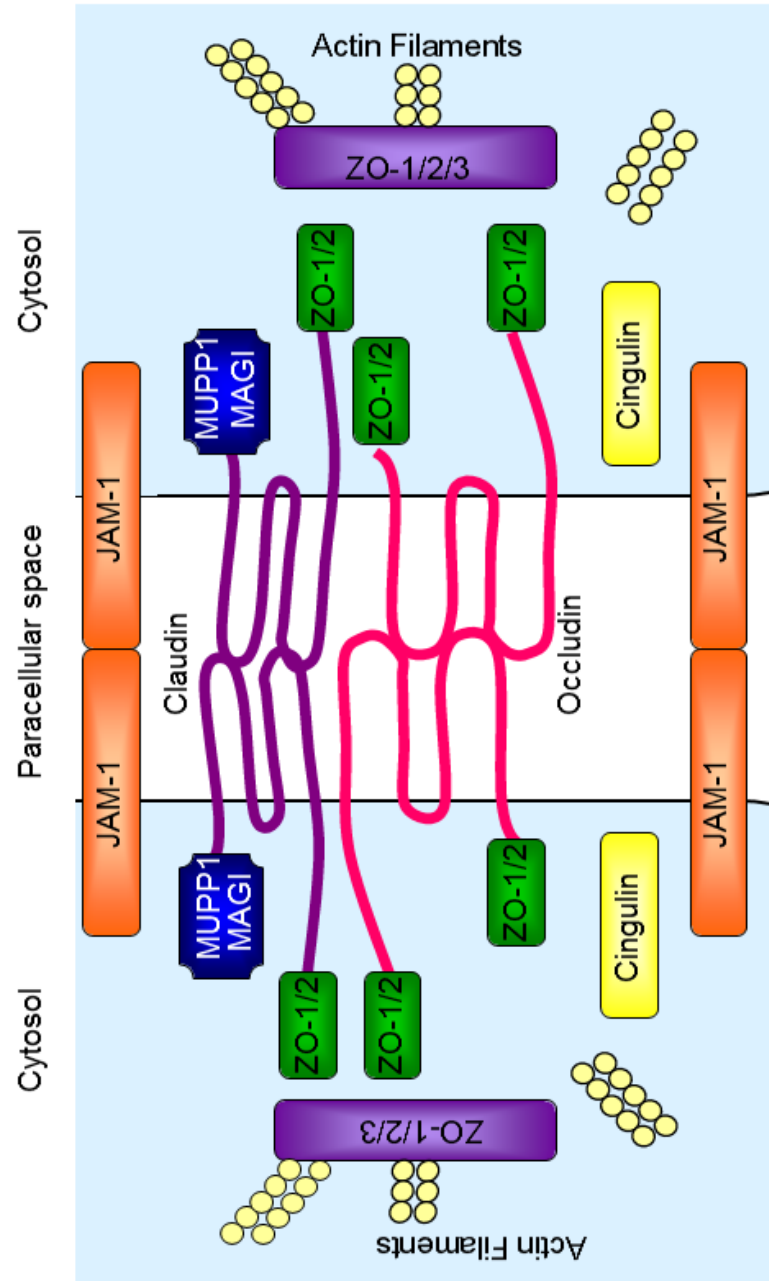 Actin Filaments
ZO-1/2/3
Cytosol
ZO-1/2
ZO-1/2
ZO-1/2
MUPP1
MAGI
Cingulin
JAM-1
JAM-1
Paracellular space
Claudin
Occludin
JAM-1
JAM-1
MUPP1
MAGI
ZO-1/2
Cingulin
ZO-1/2
ZO-1/2
Cytosol
ZO-1/2/3
Actin Filaments